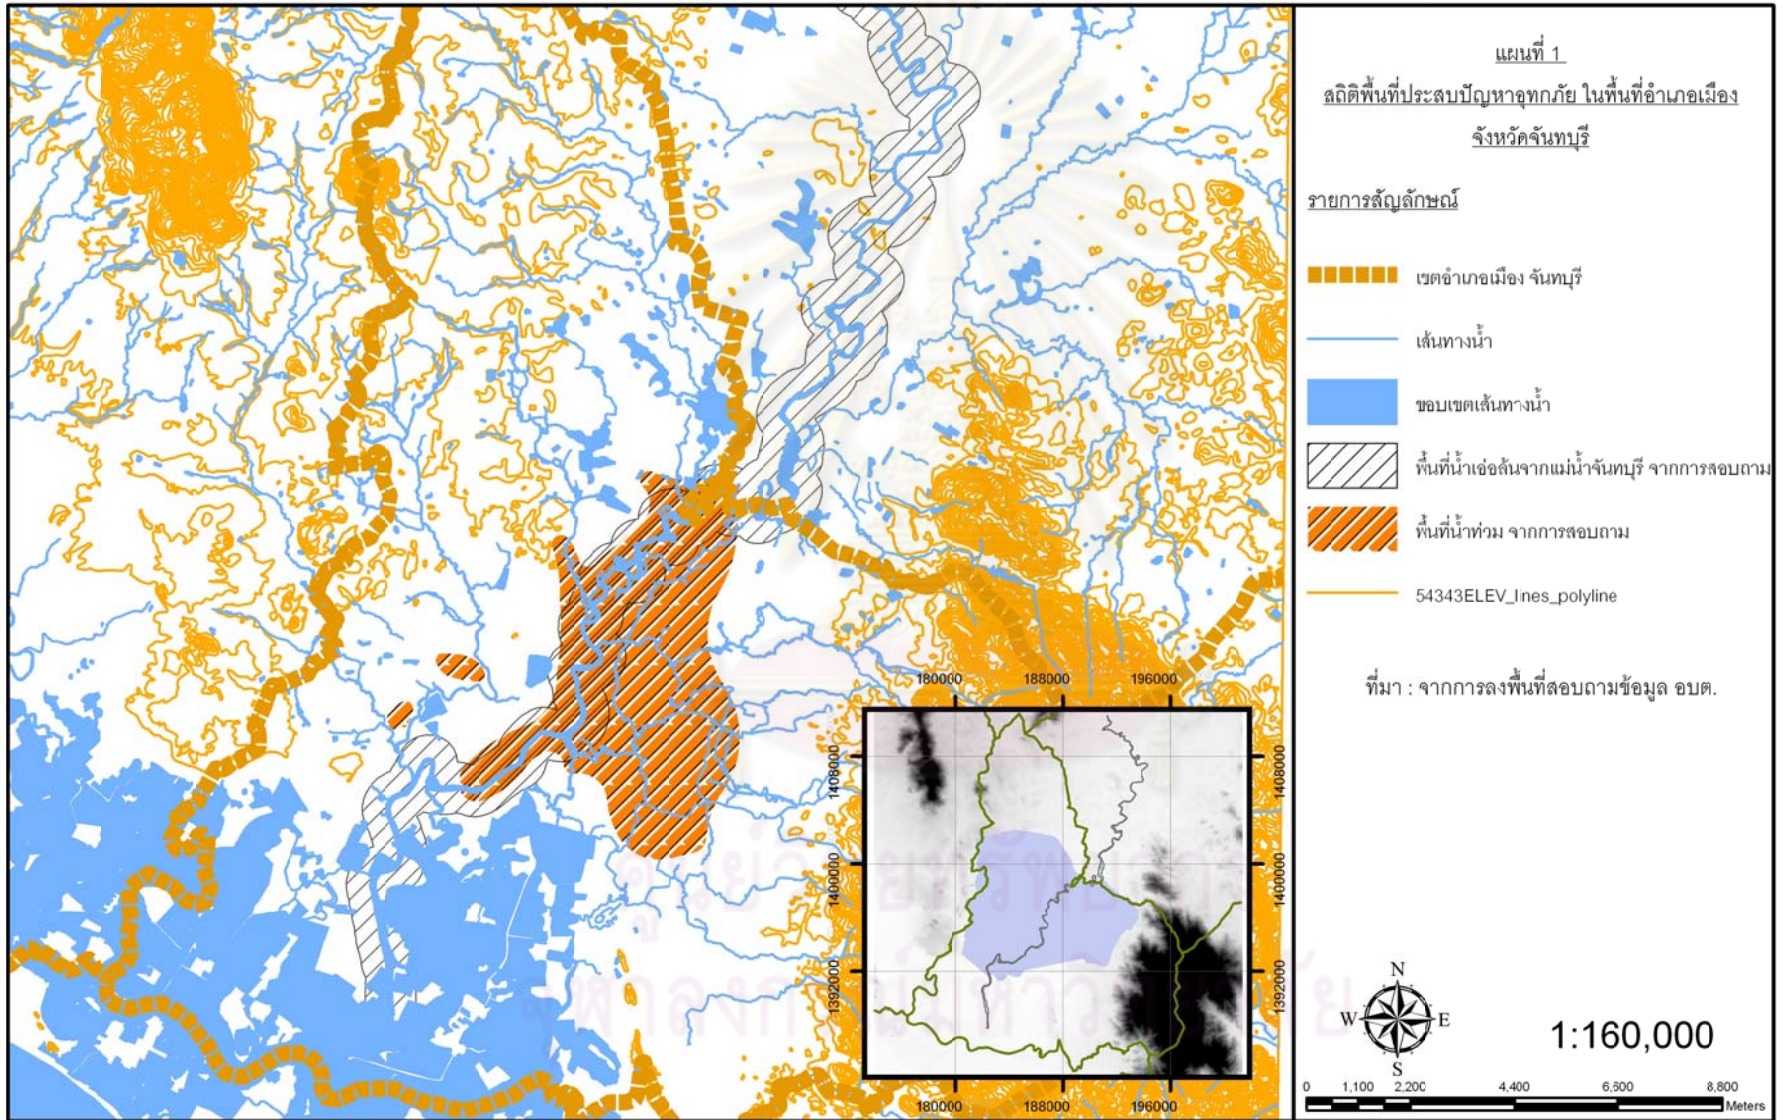 แผนที่ 1
สถิติพื้นที่ประสบปัญหาอุทกภัย ในพื้นที่อำเภอเมือง
จังหวัดจันทบุรี
รายการสัญลักษณ์
เขตอำเภอเมือง จันทบุรี
เส้นทางน้ำ
ขอบเขตเส้นทางน้ำ
พื้นที่น้ำเอ่อล้นจากแม่น้ำจันทบุรี จากการสอบถาม
พื้นที่น้ำท่วม จากการสอบถาม
54343ELEV_lines_polyline
ที่มา : จากการลงพื้นที่สอบถามข้อมูล อบต.
180000 188000 196000
1408000 1408000
1400000 1400000
1392000 1392000
180000 188000 196000
N
W E
S
1:160,000
0 1,100 2,200 4,400 6,600 8,800
Meters